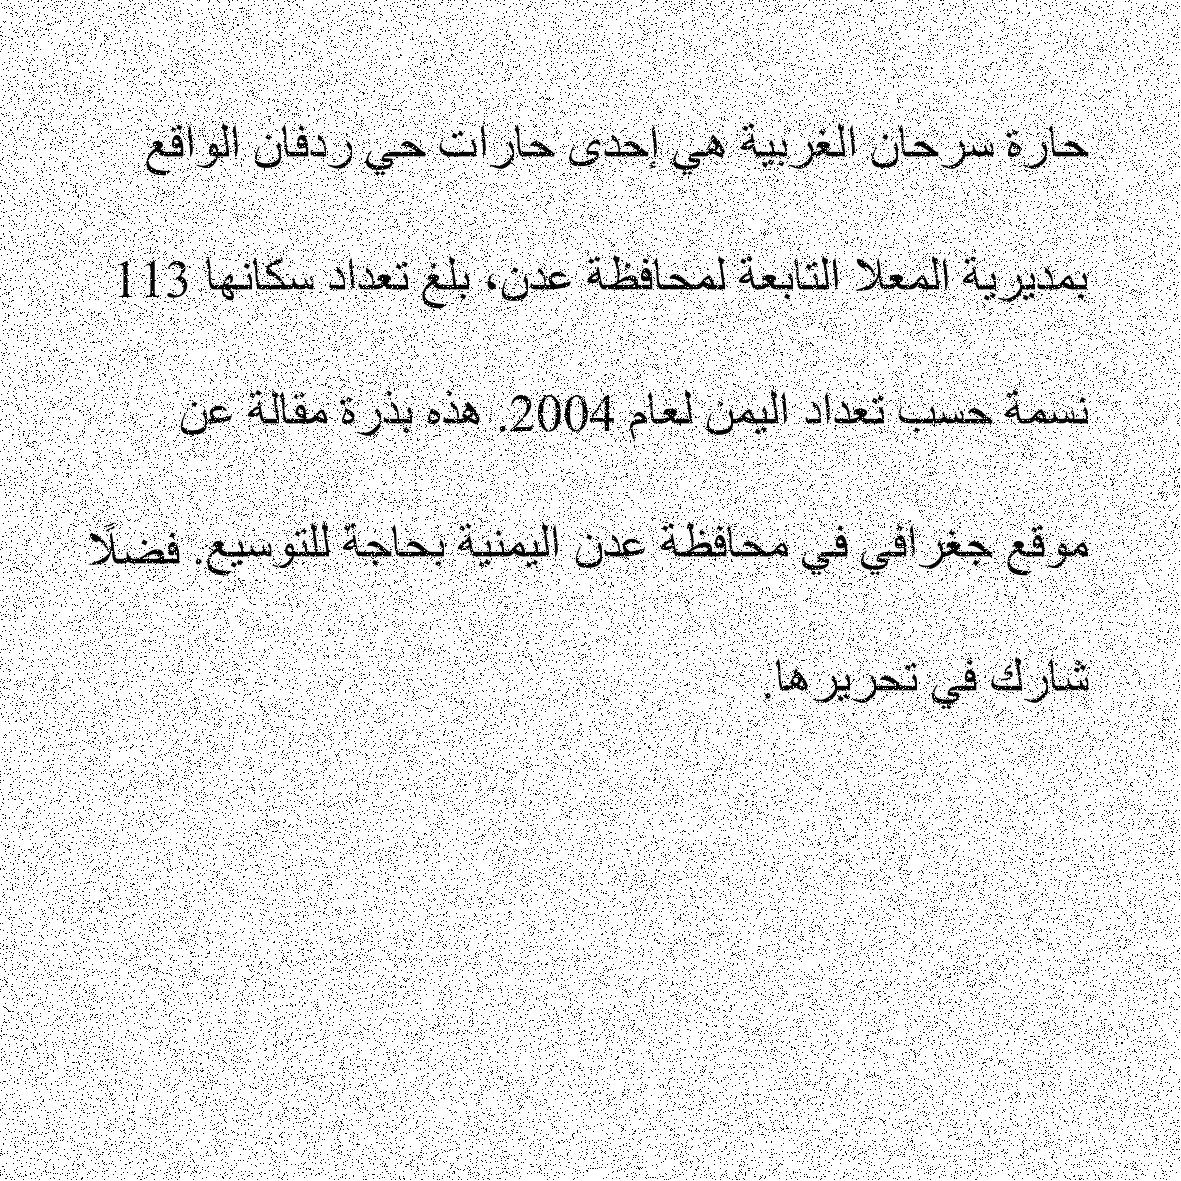 حارة سرحان الغربية هي إحدى حارات حي ردفان الواقع
بمديرية المعلا التابعة لمحافظة عدن، بلغ تعداد سكانها 113
نسمة حسب تعداد اليمن لعام 2004. هذه بذرة مقالة عن
موقع جغرافي في محافظة عدن اليمنية بحاجة للتوسيع. فضلًا
شارك في تحريرها.